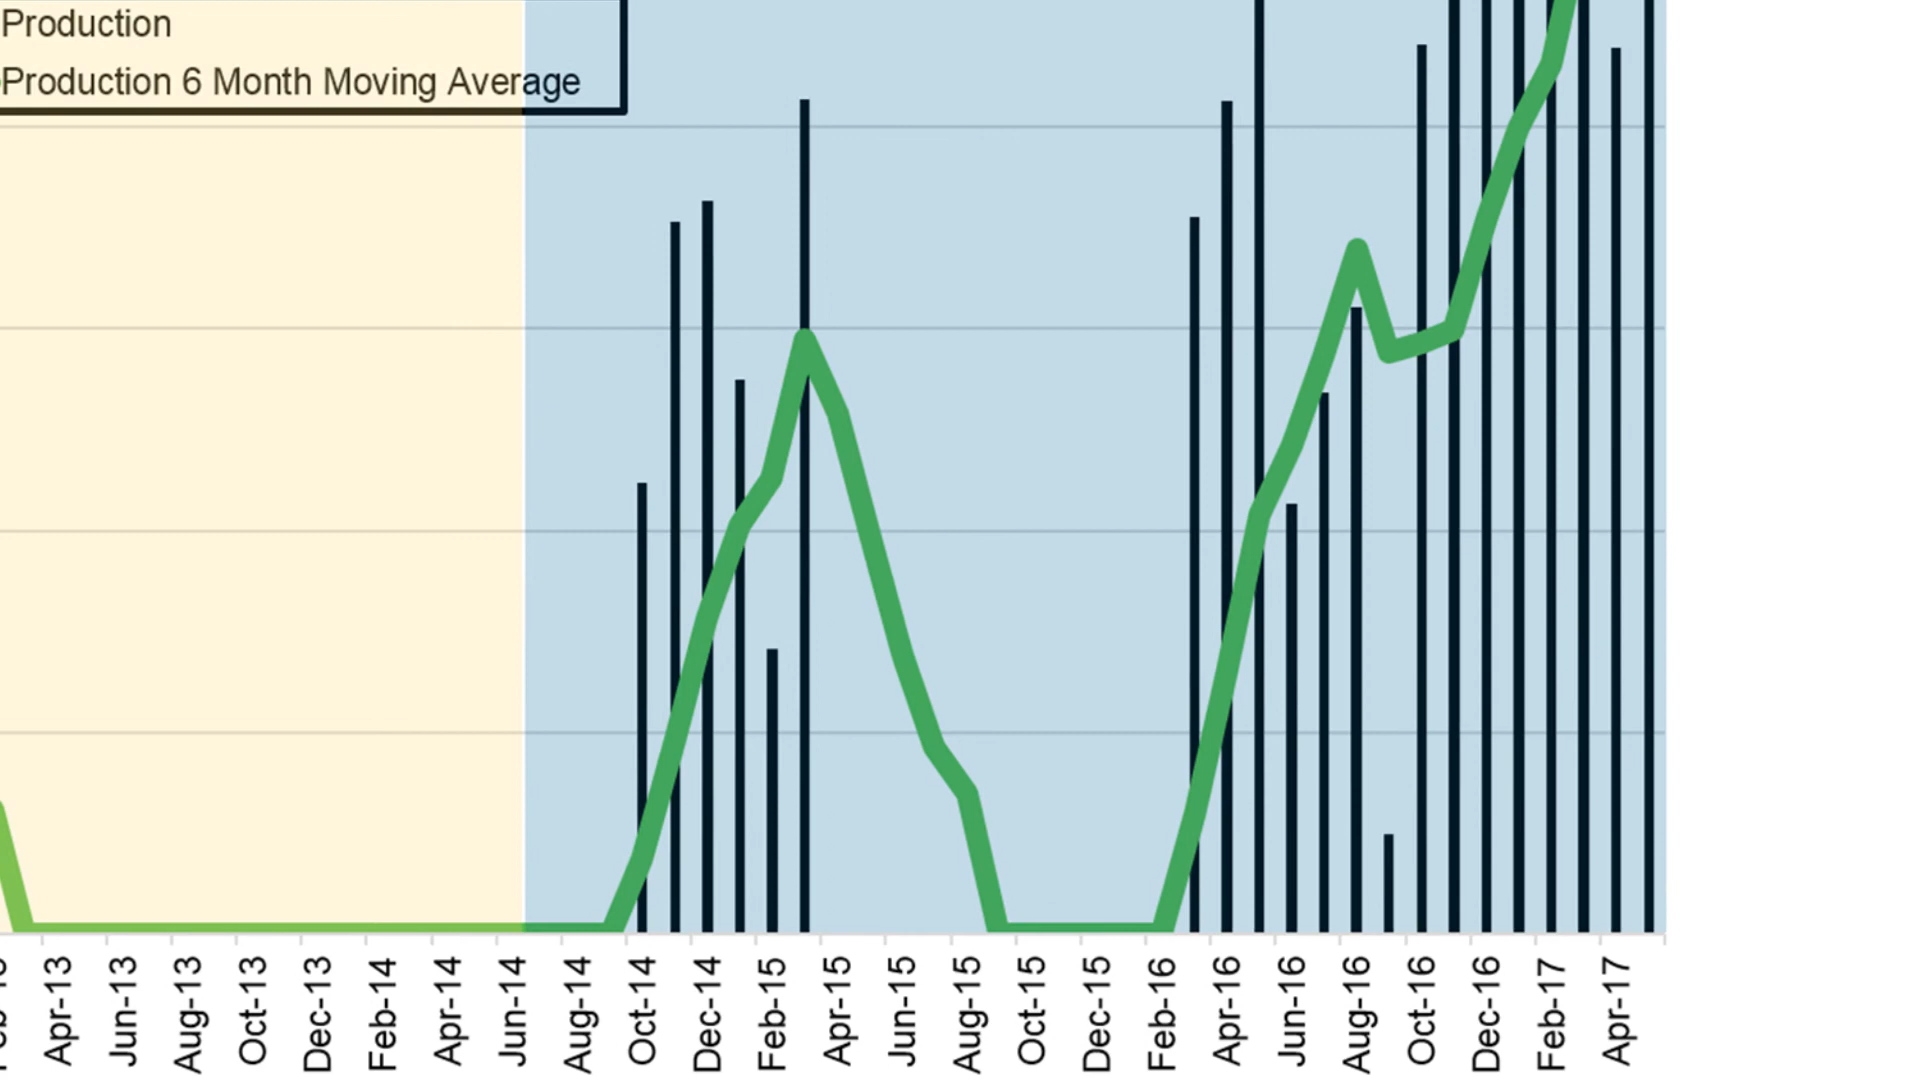 Production
Production 6 Month Moving Average
Apr-13
Jun-13
Aug-13
Oct-13
Dec-13
Feb-14
Apr-14
Jun-14
Aug-14
Oct-14
Dec-14
Feb-15
Apr-15
Jun-15
Aug-15
Oct-15
Dec-15
Feb-16
Apr-16
Jun-16
Aug-16
Oct-16
Dec-16
Feb-17
Apr-17